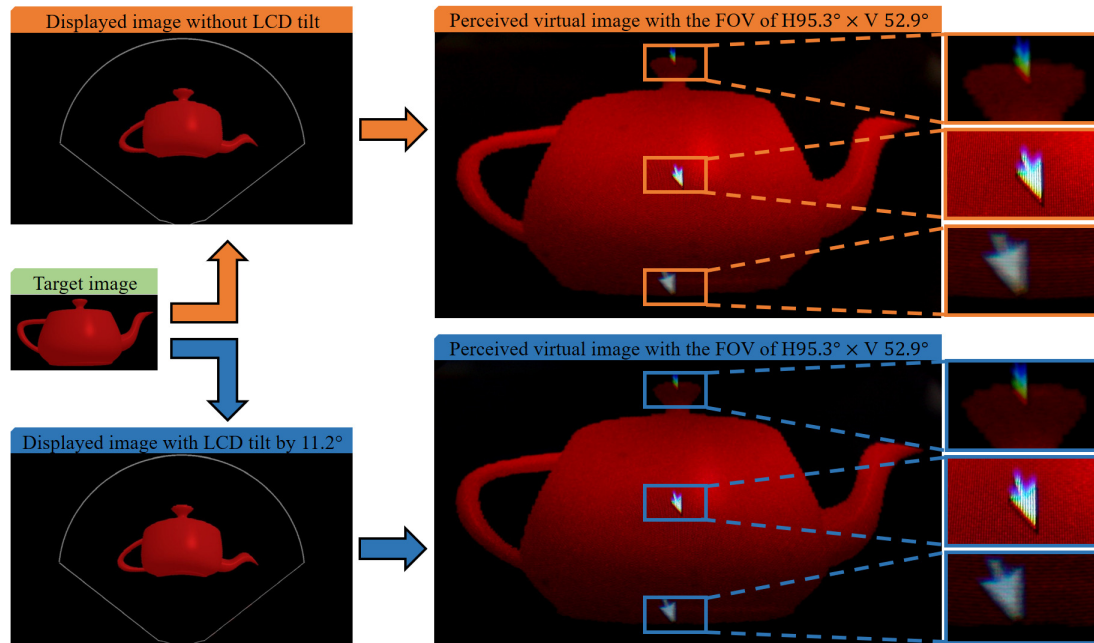 Displayed image without LCD tilt
Perceived virtual image with the FOV of H95.3° × V 52.9°
Target image
Perceived virtual image with the FOV of H95.3° × V 52.9°
Displayed image with LCD tilt by 11.2°